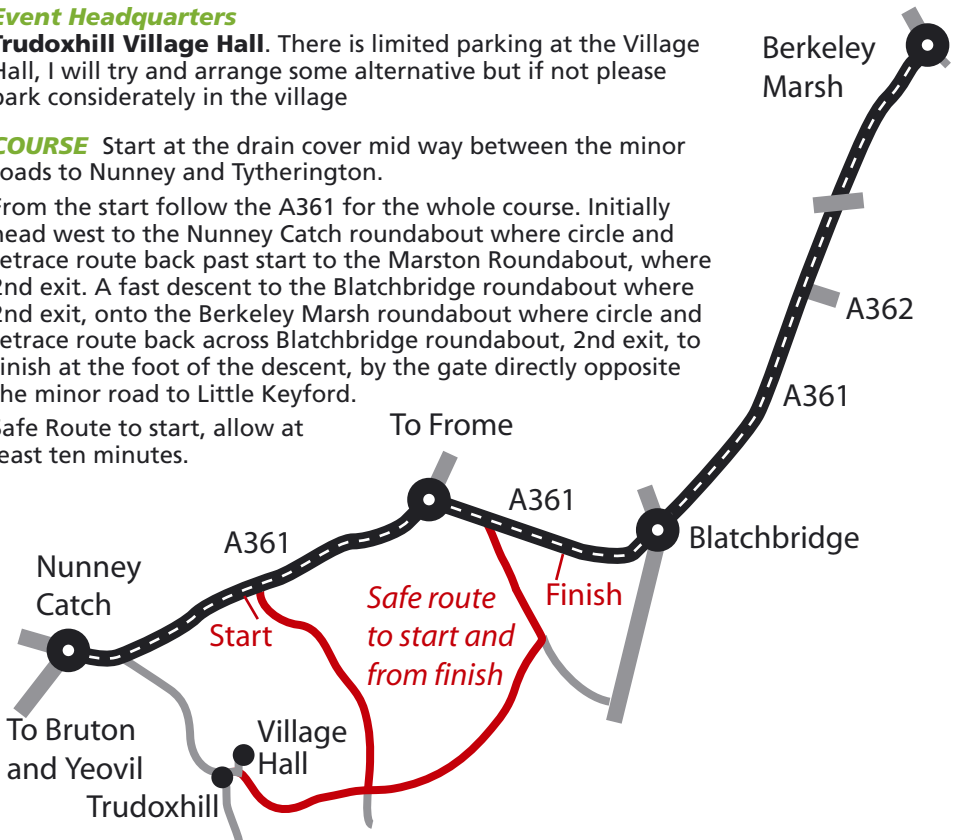 Event Headquarters
Trudoxhill Village Hall. There is limited parking at the Village
Hall, I will try and arrange some alternative but if not please
park considerately in the village
COURSE Start at the drain cover mid way between the minor
roads to Nunney and Tytherington.
From the start follow the A361 for the whole course. Initially
head west to the Nunney Catch roundabout where circle and
retrace route back past start to the Marston Roundabout, where
2nd exit. A fast descent to the Blatchbridge roundabout where
2nd exit, onto the Berkeley Marsh roundabout where circle and
retrace route back across Blatchbridge roundabout, 2nd exit, to
finish at the foot of the descent, by the gate directly opposite
the minor road to Little Keyford.
Safe Route to start, allow at
least ten minutes.
Berkeley
Marsh
A362
A361
To Frome
A361
Blatchbridge
A361
Finish
Nunney
Catch
Start
Safe route
to start and
from finish
To Bruton
and Yeovil
Village
Hall
Trudoxhill